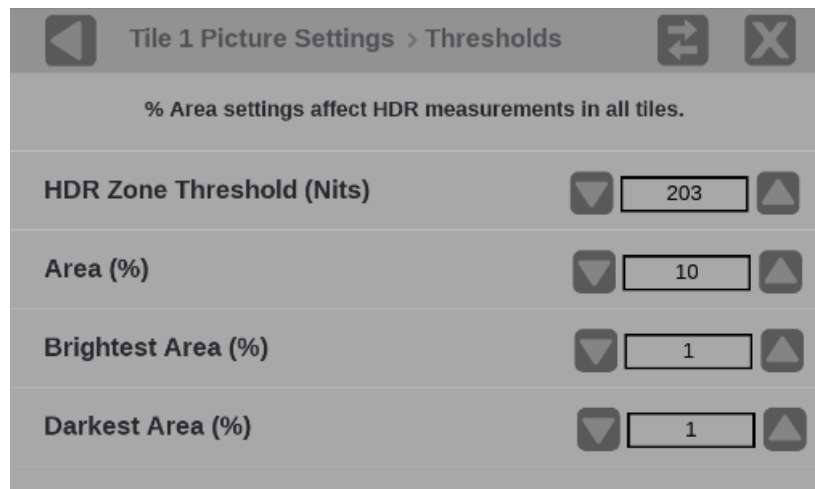 Tile 1 Picture Settings > Thresholds
% Area settings affect HDR measurements in all tiles.
HDR Zone Threshold (Nits) 203
Area (%) 10
Brightest Area (%) 1
Darkest Area (%) 1